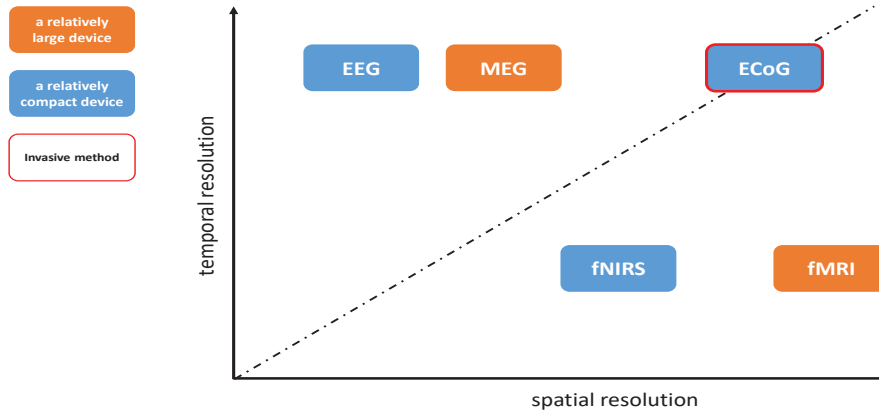 a relatively
large device
a relatively
compact device
Invasive method
temporal resolution
EEG
MEG
ECoG
fNIRS
fMRI
spatial resolution